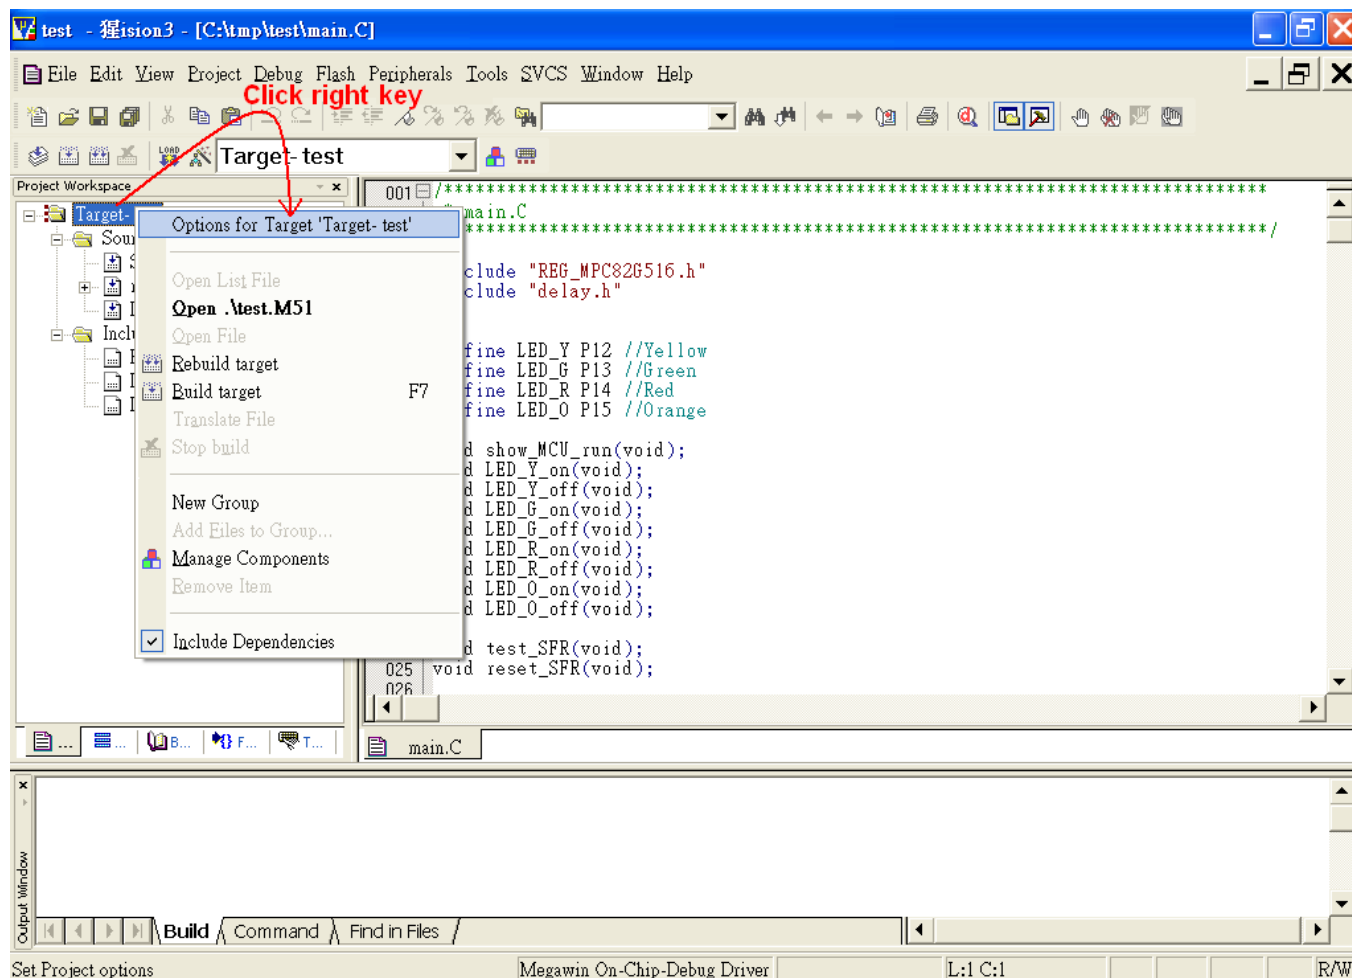 test - 猩ision3 - [C:\tmp\test\main.C]
File Edit View Project Debug Flash Peripherals Tools SVCS Window Help
Click right key
Target- test
Project Workspace
Target-
Options for Target 'Target- test'
Open List File
Open .\test.M51
Open File
Rebuild target
Build target F7
Translate File
Stop build
New Group
Add Files to Group...
Manage Components
Remove Item
Include Dependencies
Sour
S
Inclu
001 /******************************************************************************
main.C
******************************************************************************/
clude "REG_MPC82G516.h"
clude "delay.h"
fine LED_Y P12 //Yellow
fine LED_G P13 //Green
fine LED_R P14 //Red
fine LED_O P15 //Orange
d show_MCU_run(void);
d LED_Y_on(void);
d LED_Y_off(void);
d LED_G_on(void);
d LED_G_off(void);
d LED_R_on(void);
d LED_R_off(void);
d LED_O_on(void);
d LED_O_off(void);
d test_SFR(void);
025 void reset_SFR(void);
026
... ... B... F... T...
main.C
Output Window
Build Command Find in Files
Set Project options Megawin On-Chip-Debug Driver L:1 C:1 R/W